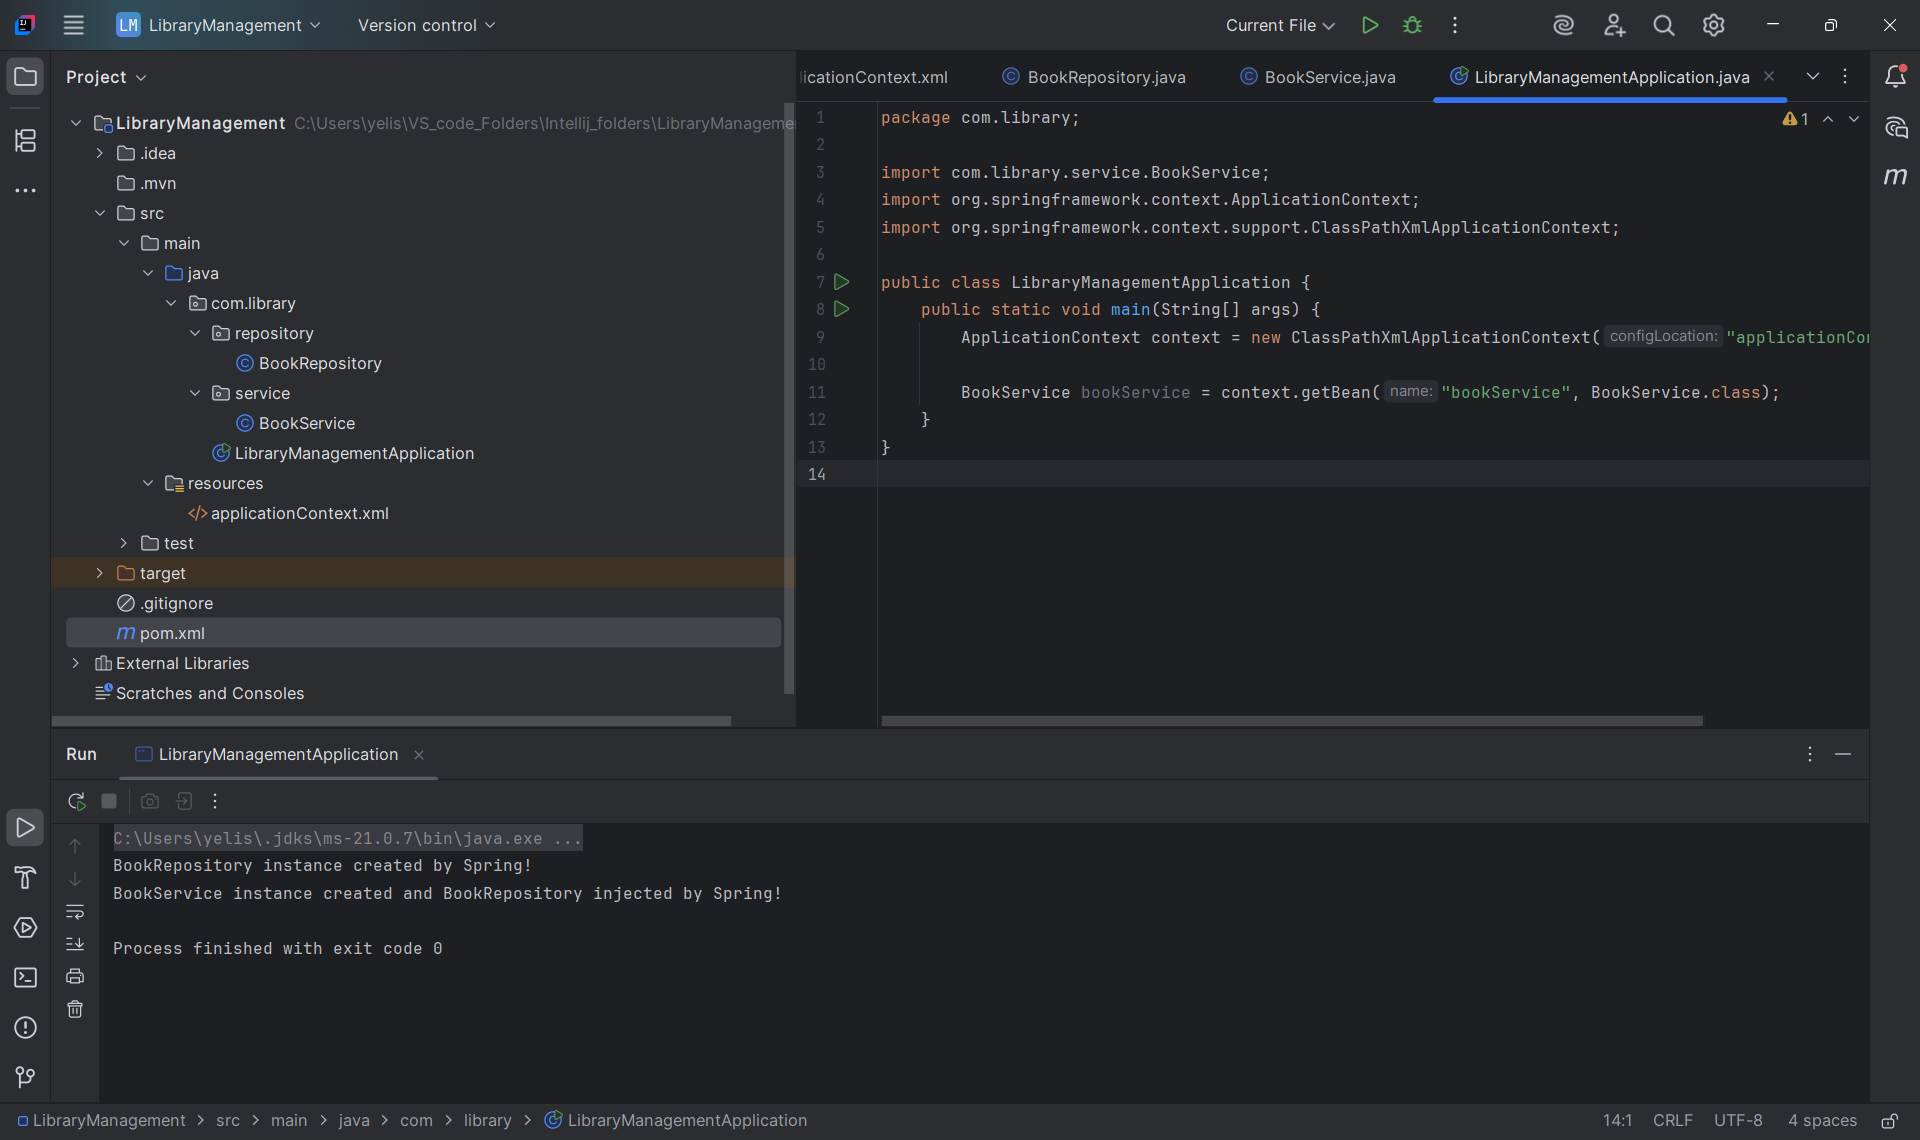 LM LibraryManagement Version control Current File
Project
LibraryManagement C:\Users\yelis\VS_code_Folders\Intellij_folders\LibraryManageme
.idea
.mvn
src
main
java
com.library
repository
BookRepository
service
BookService
LibraryManagementApplication
resources
applicationContext.xml
test
target
.gitignore
m pom.xml
External Libraries
Scratches and Consoles
licationContext.xml BookRepository.java BookService.java LibraryManagementApplication.java
1 package com.library; 1
2
3 import com.library.service.BookService;
4 import org.springframework.context.ApplicationContext;
5 import org.springframework.context.support.ClassPathXmlApplicationContext;
6
7 public class LibraryManagementApplication {
8 public static void main(String[] args) {
9 ApplicationContext context = new ClassPathXmlApplicationContext( configLocation: "applicationCon
10
11 BookService bookService = context.getBean( name: "bookService", BookService.class);
12 }
13 }
14
m
Run LibraryManagementApplication
C:\Users\yelis\.jdks\ms-21.0.7\bin\java.exe ...
BookRepository instance created by Spring!
BookService instance created and BookRepository injected by Spring!
Process finished with exit code 0
LibraryManagement > src > main > java > com > library > LibraryManagementApplication 14:1 CRLF UTF-8 4 spaces